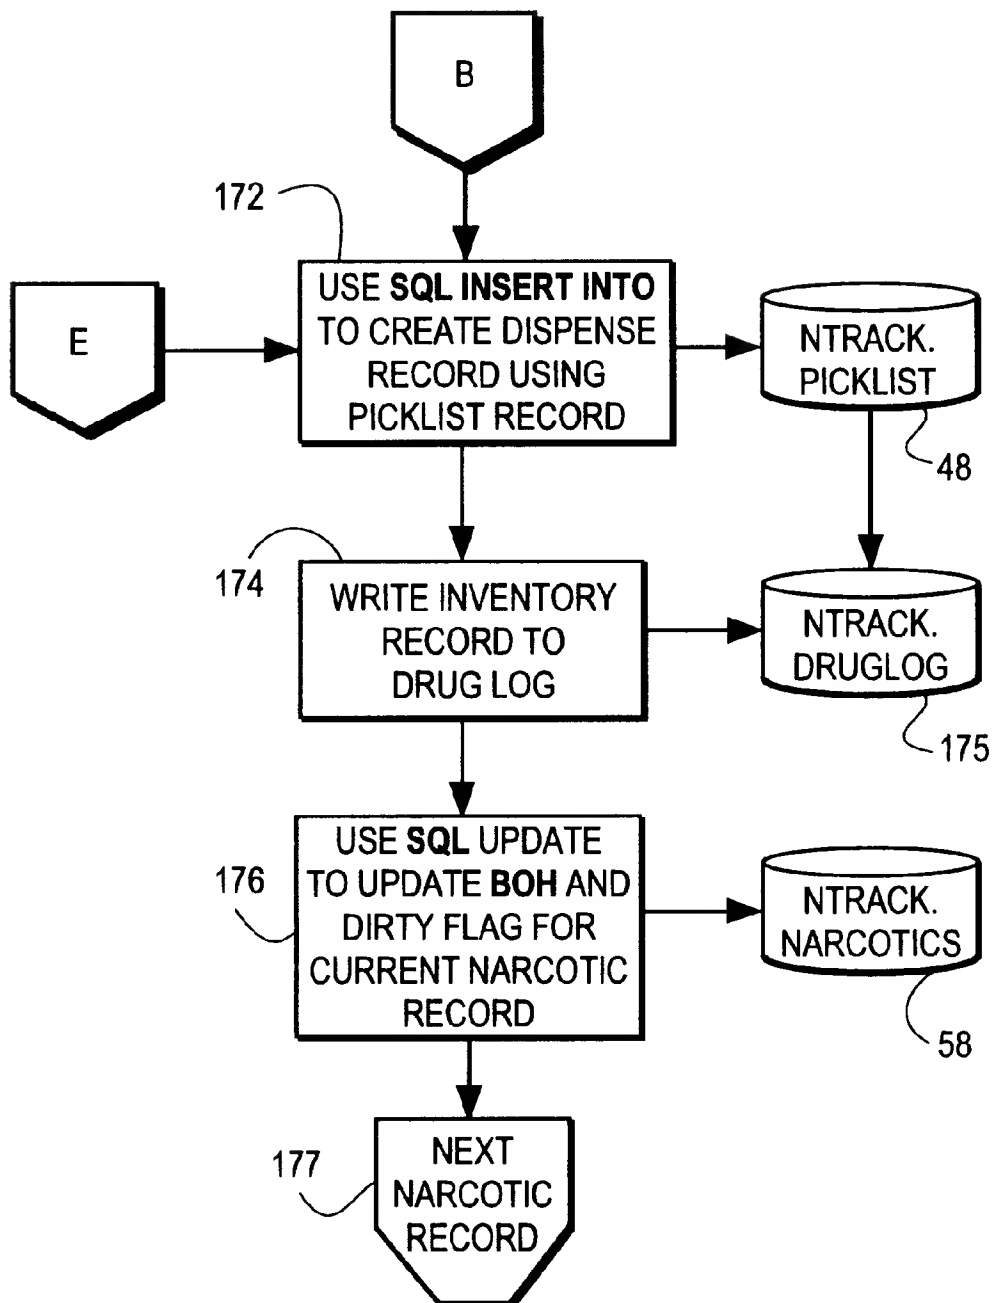 B
172
USE SQL INSERT INTO
TO CREATE DISPENSE
RECORD USING
PICKLIST RECORD
E
NTRACK.
PICKLIST
48
174
WRITE INVENTORY
RECORD TO
DRUG LOG
NTRACK.
DRUGLOG
175
176
USE SQL UPDATE
TO UPDATE BOH AND
DIRTY FLAG FOR
CURRENT NARCOTIC
RECORD
NTRACK.
NARCOTICS
58
177
NEXT
NARCOTIC
RECORD